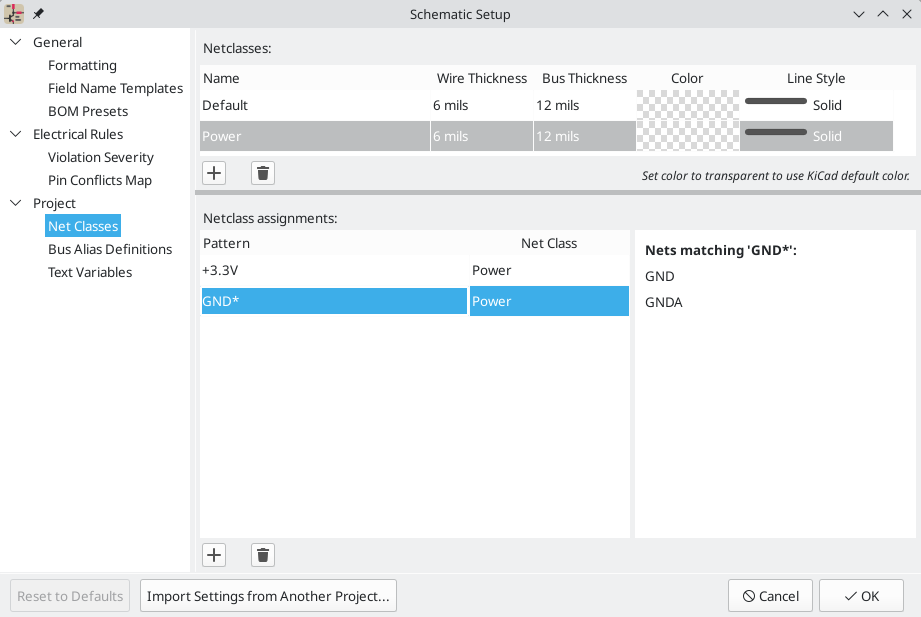 Schematic Setup
General
Formatting
Field Name Templates
BOM Presets
Electrical Rules
Violation Severity
Pin Conflicts Map
Project
Net Classes
Bus Alias Definitions
Text Variables
Netclasses:
Name Wire Thickness Bus Thickness Color Line Style
Default 6 mils 12 mils Solid
Power 6 mils 12 mils Solid
Set color to transparent to use KiCad default color.
Netclass assignments:
Pattern Net Class
+3.3V Power
GND* Power
Nets matching 'GND*':
GND
GNDA
Reset to Defaults Import Settings from Another Project... Cancel OK